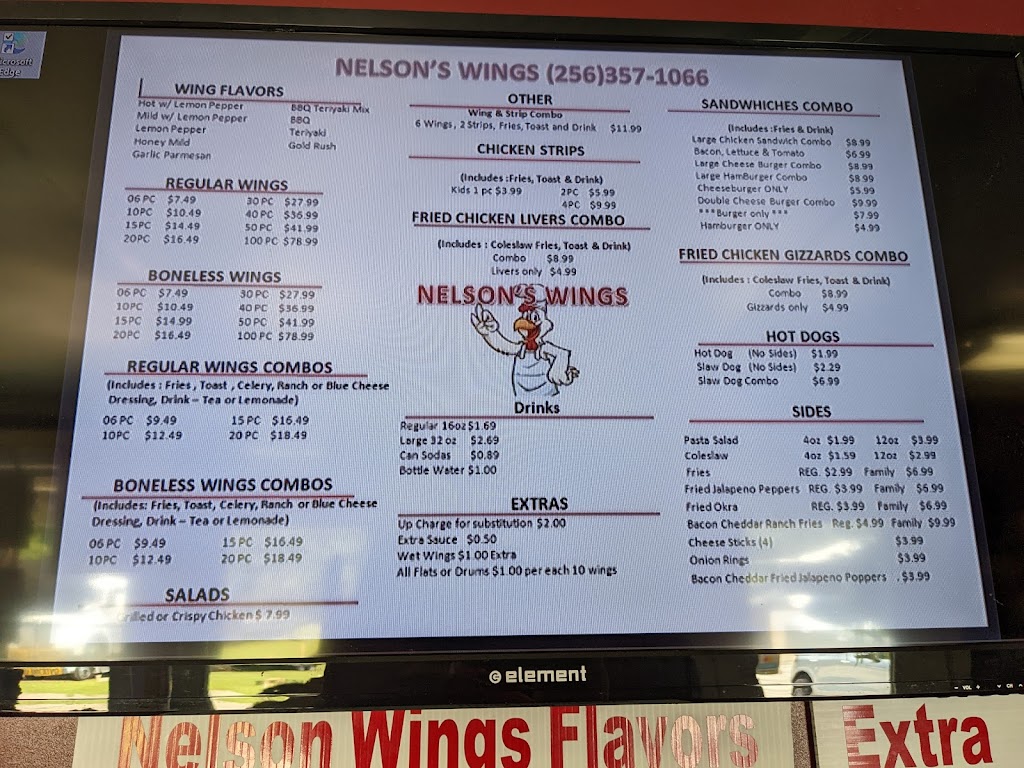 Microsoft
Edge
NELSON'S WINGS (256)357-1066
WING FLAVORS
Hot w/ Lemon Pepper
Mild w/ Lemon Pepper
Lemon Pepper
Honey Mild
Garlic Parmesan
BBQ Teriyaki Mix
BBQ
Teriyaki
Gold Rush
REGULAR WINGS
06 PC $7.49 30 PC $27.99
10PC $10.49 40 PC $36.99
15PC $14.49 50 PC $41.99
20PC $16.49 100 PC $78.99
BONELESS WINGS
06 PC $7.49 30 PC $27.99
10PC $10.49 40 PC $36.99
15PC $14.99 50 PC $41.99
20PC $16.49 100 PC $78.99
REGULAR WINGS COMBOS
(Includes : Fries , Toast , Celery, Ranch or Blue Cheese
Dressing, Drink – Tea or Lemonade)
06 PC $9.49 15 PC $16.49
10PC $12.49 20 PC $18.49
BONELESS WINGS COMBOS
(Includes: Fries, Toast, Celery, Ranch or Blue Cheese
Dressing, Drink – Tea or Lemonade)
06 PC $9.49 15 PC $16.49
10PC $12.49 20 PC $18.49
SALADS
Grilled or Crispy Chicken $ 7.99
OTHER
Wing & Strip Combo
6 Wings , 2 Strips, Fries, Toast and Drink $11.99
CHICKEN STRIPS
(Includes :Fries, Toast & Drink)
Kids 1 pc $3.99 2PC $5.99
4PC $9.99
FRIED CHICKEN LIVERS COMBO
(Includes : Coleslaw Fries, Toast & Drink)
Combo $8.99
Livers only $4.99
NELSON'S WINGS
Drinks
Regular 16oz $1.69
Large 32 oz $2.69
Can Sodas $0.89
Bottle Water $1.00
EXTRAS
Up Charge for substitution $2.00
Extra Sauce $0.50
Wet Wings $1.00 Extra
All Flats or Drums $1.00 per each 10 wings
SANDWHICHES COMBO
(Includes :Fries & Drink)
Large Chicken Sandwich Combo $8.99
Bacon, Lettuce & Tomato $6.99
Large Cheese Burger Combo $8.99
Large HamBurger Combo $8.99
Cheeseburger ONLY $5.99
Double Cheese Burger Combo $9.99
***Burger only *** $7.99
Hamburger ONLY $4.99
FRIED CHICKEN GIZZARDS COMBO
(Includes : Coleslaw Fries, Toast & Drink)
Combo $8.99
Gizzards only $4.99
HOT DOGS
Hot Dog (No Sides) $1.99
Slaw Dog (No Sides) $2.29
Slaw Dog Combo $6.99
SIDES
Pasta Salad 4oz $1.99 12oz $3.99
Coleslaw 4oz $1.59 12oz $2.99
Fries REG. $2.99 Family $6.99
Fried Jalapeno Peppers REG. $3.99 Family $6.99
Fried Okra REG. $3.99 Family $6.99
Bacon Cheddar Ranch Fries Reg. $4.99 Family $9.99
Cheese Sticks (4) $3.99
Onion Rings $3.99
Bacon Cheddar Fried Jalapeno Poppers . $3.99
element
VOL CH
Nelson Wings Flavors
Extra